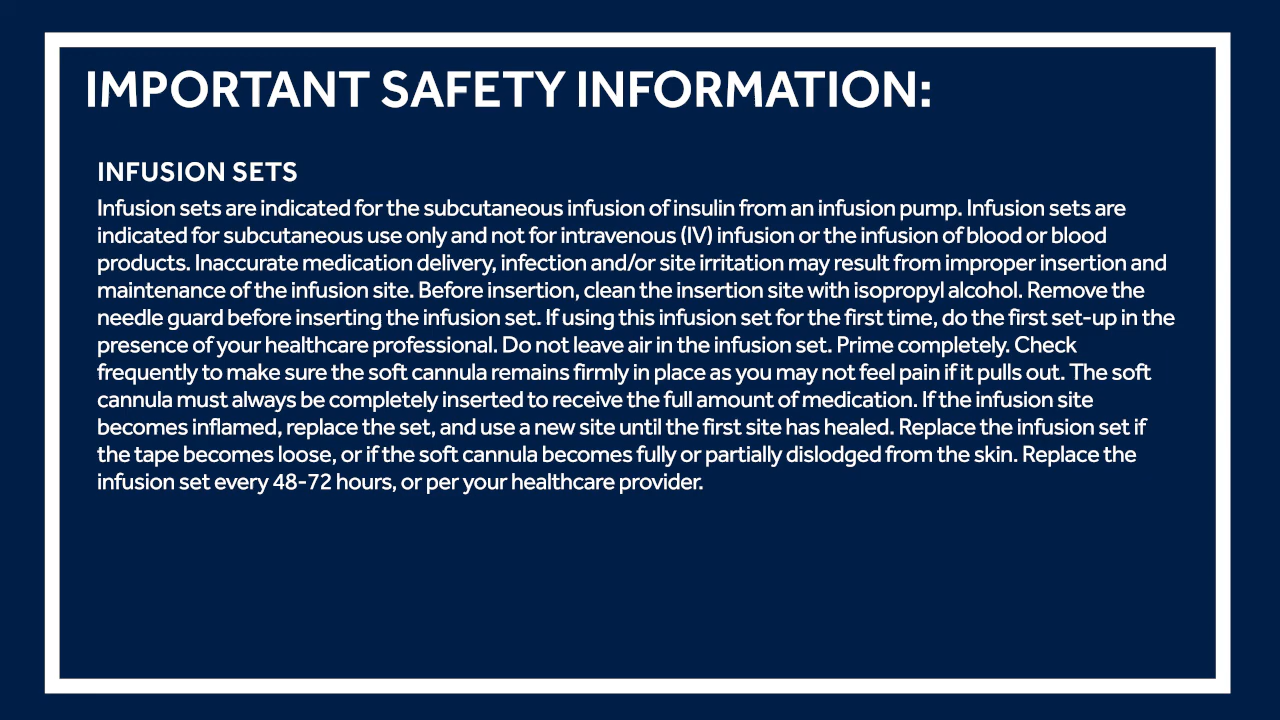 IMPORTANT SAFETY INFORMATION:
INFUSION SETS
Infusion sets are indicated for the subcutaneous infusion of insulin from an infusion pump. Infusion sets are
indicated for subcutaneous use only and not for intravenous (IV) infusion or the infusion of blood or blood
products. Inaccurate medication delivery, infection and/or site irritation may result from improper insertion and
maintenance of the infusion site. Before insertion, clean the insertion site with isopropyl alcohol. Remove the
needle guard before inserting the infusion set. If using this infusion set for the first time, do the first set-up in the
presence of your healthcare professional. Do not leave air in the infusion set. Prime completely. Check
frequently to make sure the soft cannula remains firmly in place as you may not feel pain if it pulls out. The soft
cannula must always be completely inserted to receive the full amount of medication. If the infusion site
becomes inflamed, replace the set, and use a new site until the first site has healed. Replace the infusion set if
the tape becomes loose, or if the soft cannula becomes fully or partially dislodged from the skin. Replace the
infusion set every 48-72 hours, or per your healthcare provider.